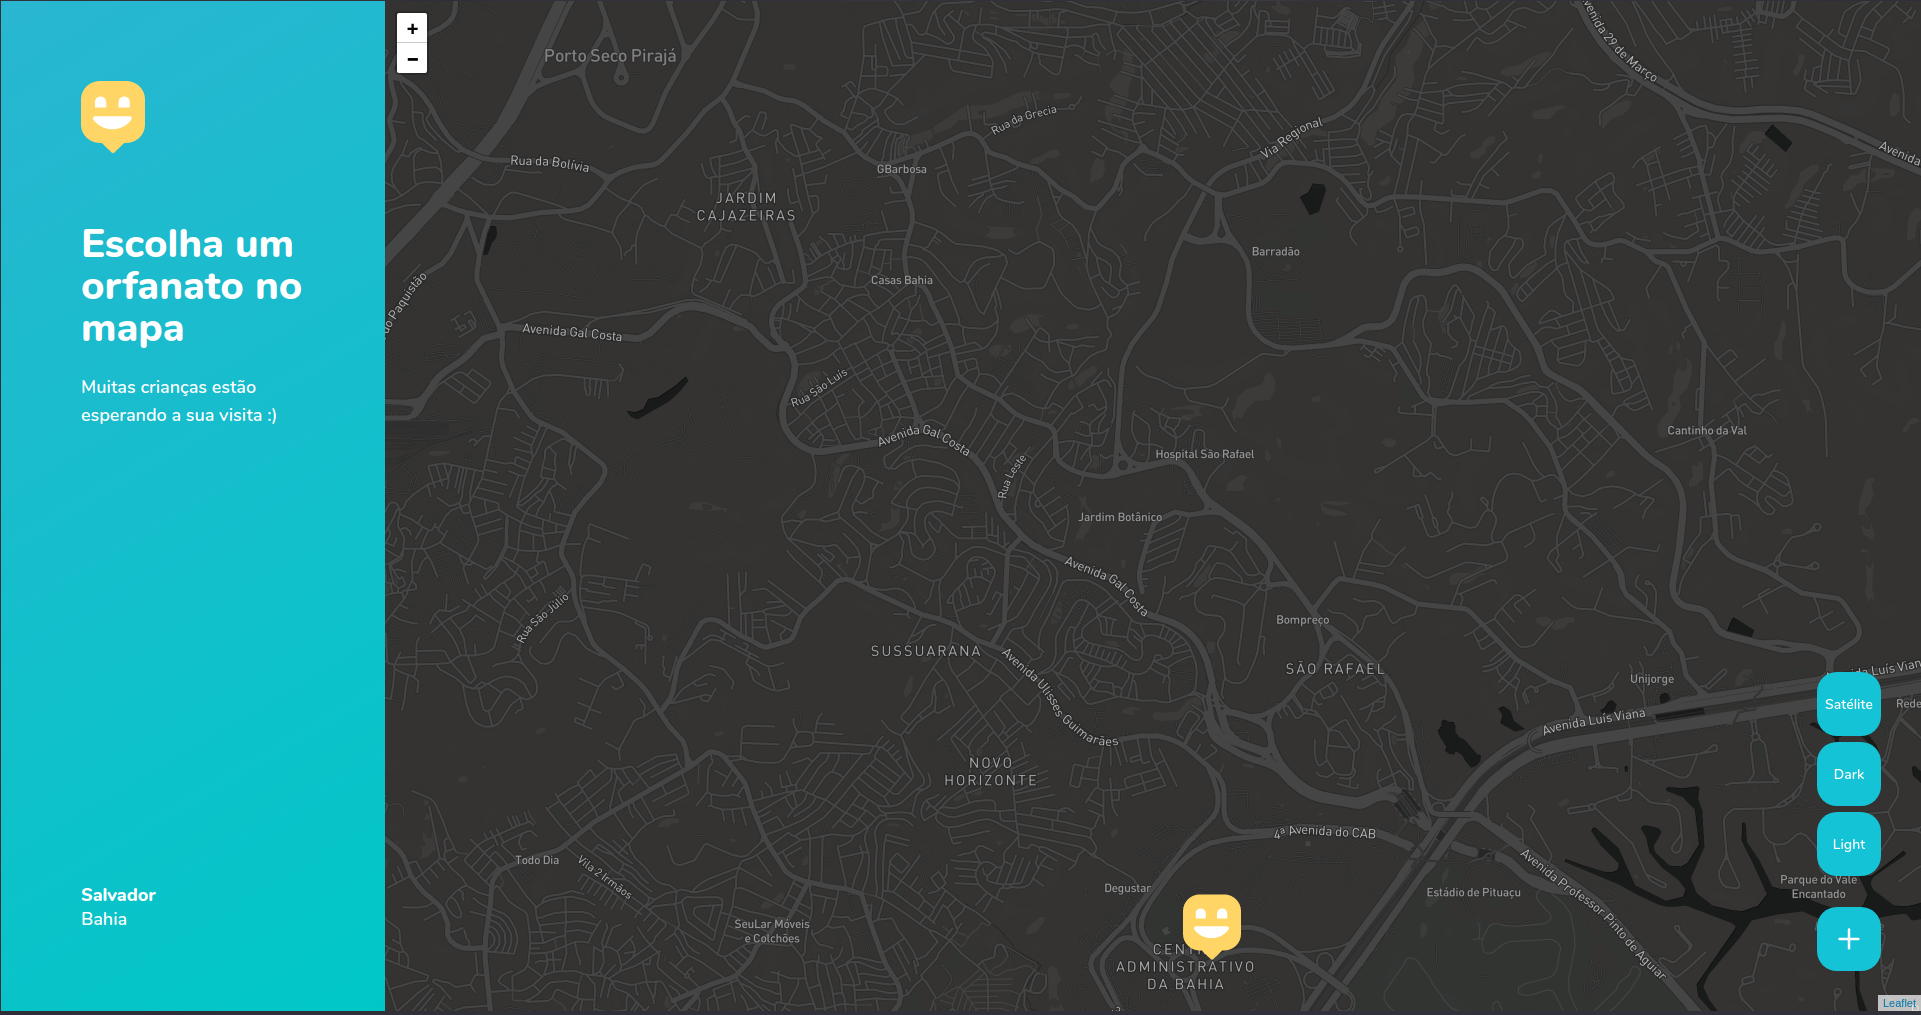 Escolha um
orfanato no
mapa
Muitas crianças estão
esperando a sua visita :)
Salvador
Bahia
+
−
Porto Seco Pirajá
Avenida 29 de Março
Rua da Grecia
Via Regional
Avenida
Rua da Bolívia
GBarbosa
JARDIM
CAJAZEIRAS
Barradão
Casas Bahia
do Paquistão
Avenida Gal Costa
Rua São Luís
Avenida Gal Costa
Cantinho da Val
Hospital São Rafael
Rua Leste
Jardim Botânico
Avenida Gal Costa
Rua São Júlio
Bompreço
SUSSUARANA
SÃO RAFAEL
Avenida Ulisses Guimarães
Unijorge
Luís Vian
Satélite
Rede
Avenida Luís Viana
NOVO
HORIZONTE
Dark
4ª Avenida do CAB
Light
Todo Dia
Vila 2 Irmãos
Avenida Professor Pinto de Aguiar
Degustar
Estádio de Pituaçu
Parque do Vale
Encantado
SeuLar Móveis
e Colchões
CENT
ADMINISTRATIVO
DA BAHIA
+
Leaflet